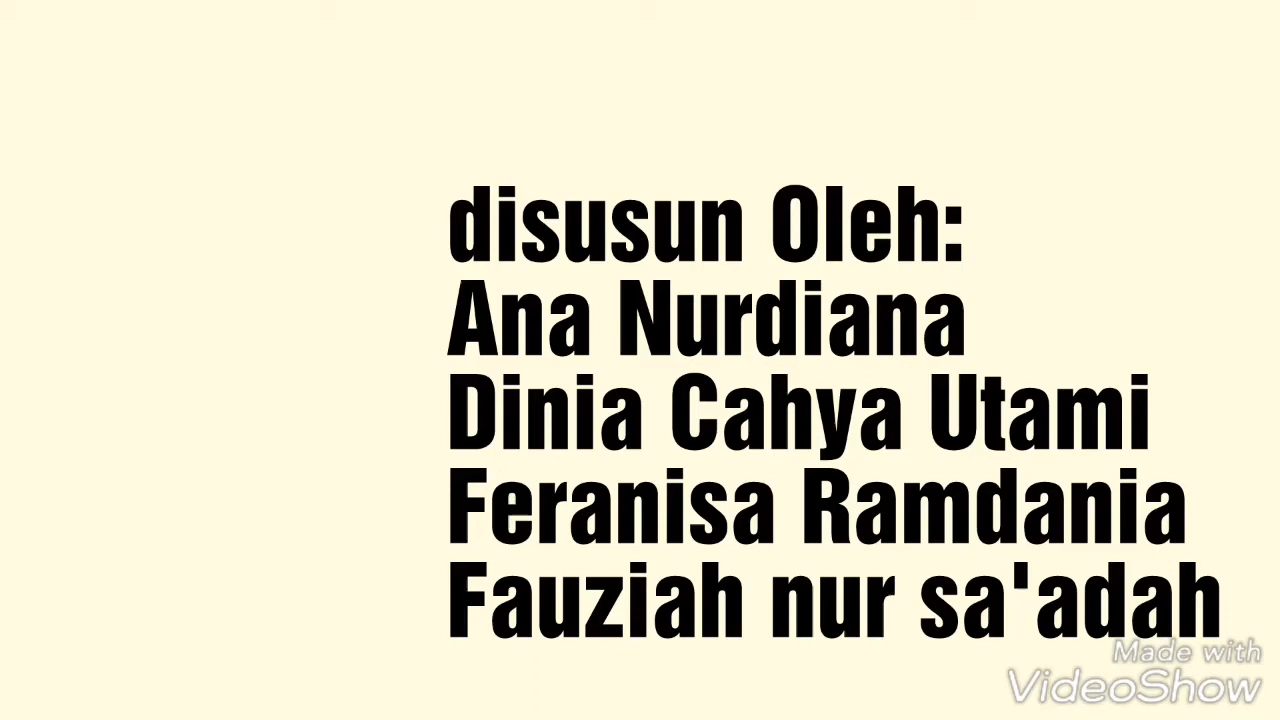 disusun Oleh:
Ana Nurdiana
Dinia Cahya Utami
Feranisa Ramdania
Fauziah nur sa'adah
Made with
VideoShow